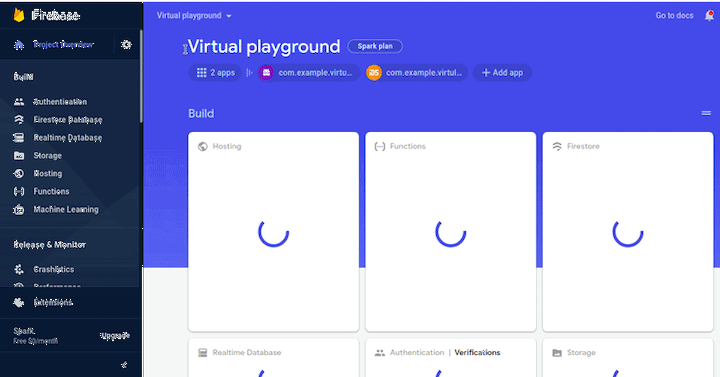 Firebase
Virtual playground
Go to docs
Project Overview
Virtual playground
Spark plan
2 apps
com.example.virtu...
com.example.virtul...
+ Add app
Build
Build
Authentication
Firestore Database
Realtime Database
Storage
Hosting
Functions
Machine Learning
Hosting
Functions
Firestore
Release & Monitor
Crashlytics
Performance
Extensions
Spark
Free $0/month
Upgrade
Realtime Database
Authentication | Verifications
Storage